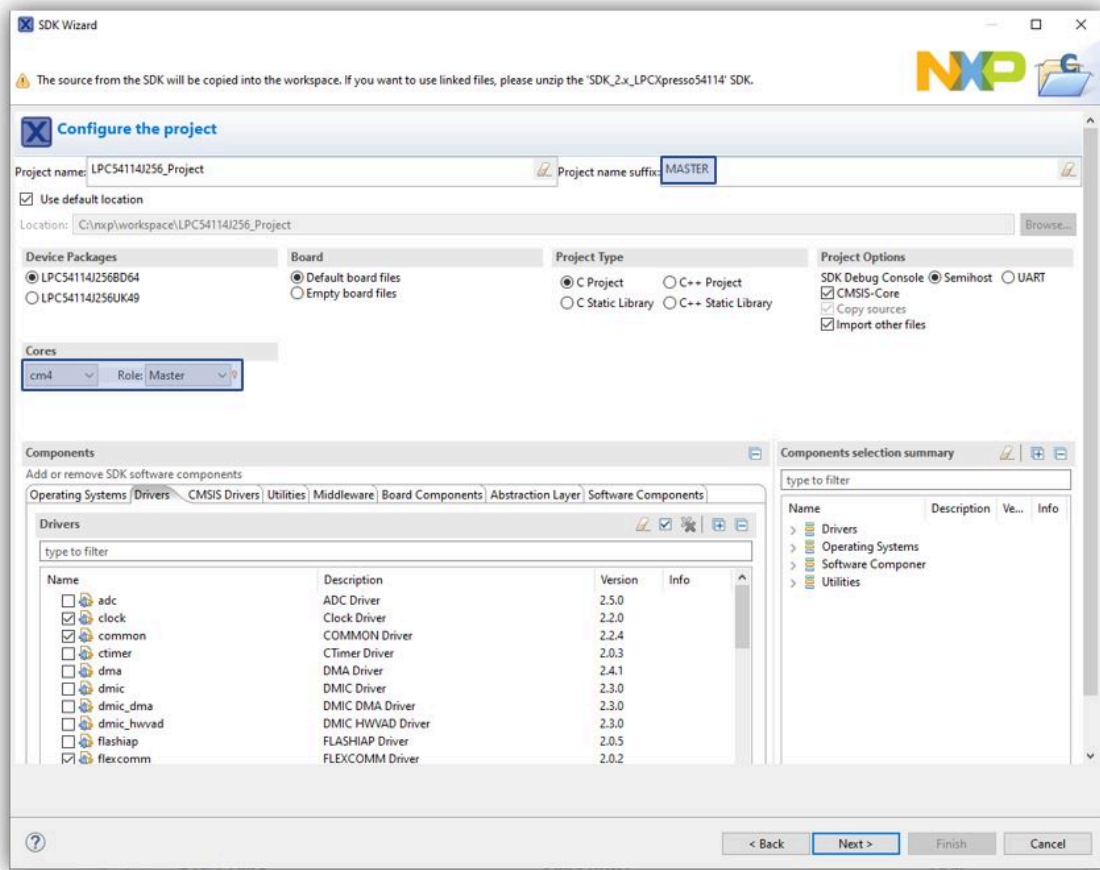 SDK Wizard
The source from the SDK will be copied into the workspace. If you want to use linked files, please unzip the 'SDK_2.x_LPCXpresso54114' SDK.
NXP
C
Configure the project
Project name: LPC54114J256_Project Project name suffix: MASTER
Use default location
Location: C:\nxp\workspace\LPC54114J256_Project Browse...
Device Packages Board Project Type Project Options
LPC54114J256BD64 Default board files C Project C++ Project SDK Debug Console Semihost UART
LPC54114J256UK49 Empty board files C Static Library C++ Static Library CMSIS-Core
Copy sources
Import other files
Cores
cm4 Role: Master
Components Components selection summary
Add or remove SDK software components
type to filter
Operating Systems Drivers CMSIS Drivers Utilities Middleware Board Components Abstraction Layer Software Components
Name Description Ve... Info
Drivers
Drivers
Operating Systems
Software Componer
Utilities
type to filter
Name Description Version Info
adc ADC Driver 2.5.0
clock Clock Driver 2.2.0
common COMMON Driver 2.2.4
ctimer CTimer Driver 2.0.3
dma DMA Driver 2.4.1
dmic DMIC Driver 2.3.0
dmic_dma DMIC DMA Driver 2.3.0
dmic_hwvad DMIC HWVAD Driver 2.3.0
flashiap FLASHIAP Driver 2.0.5
flexcomm FLEXCOMM Driver 2.0.2
? < Back Next > Finish Cancel